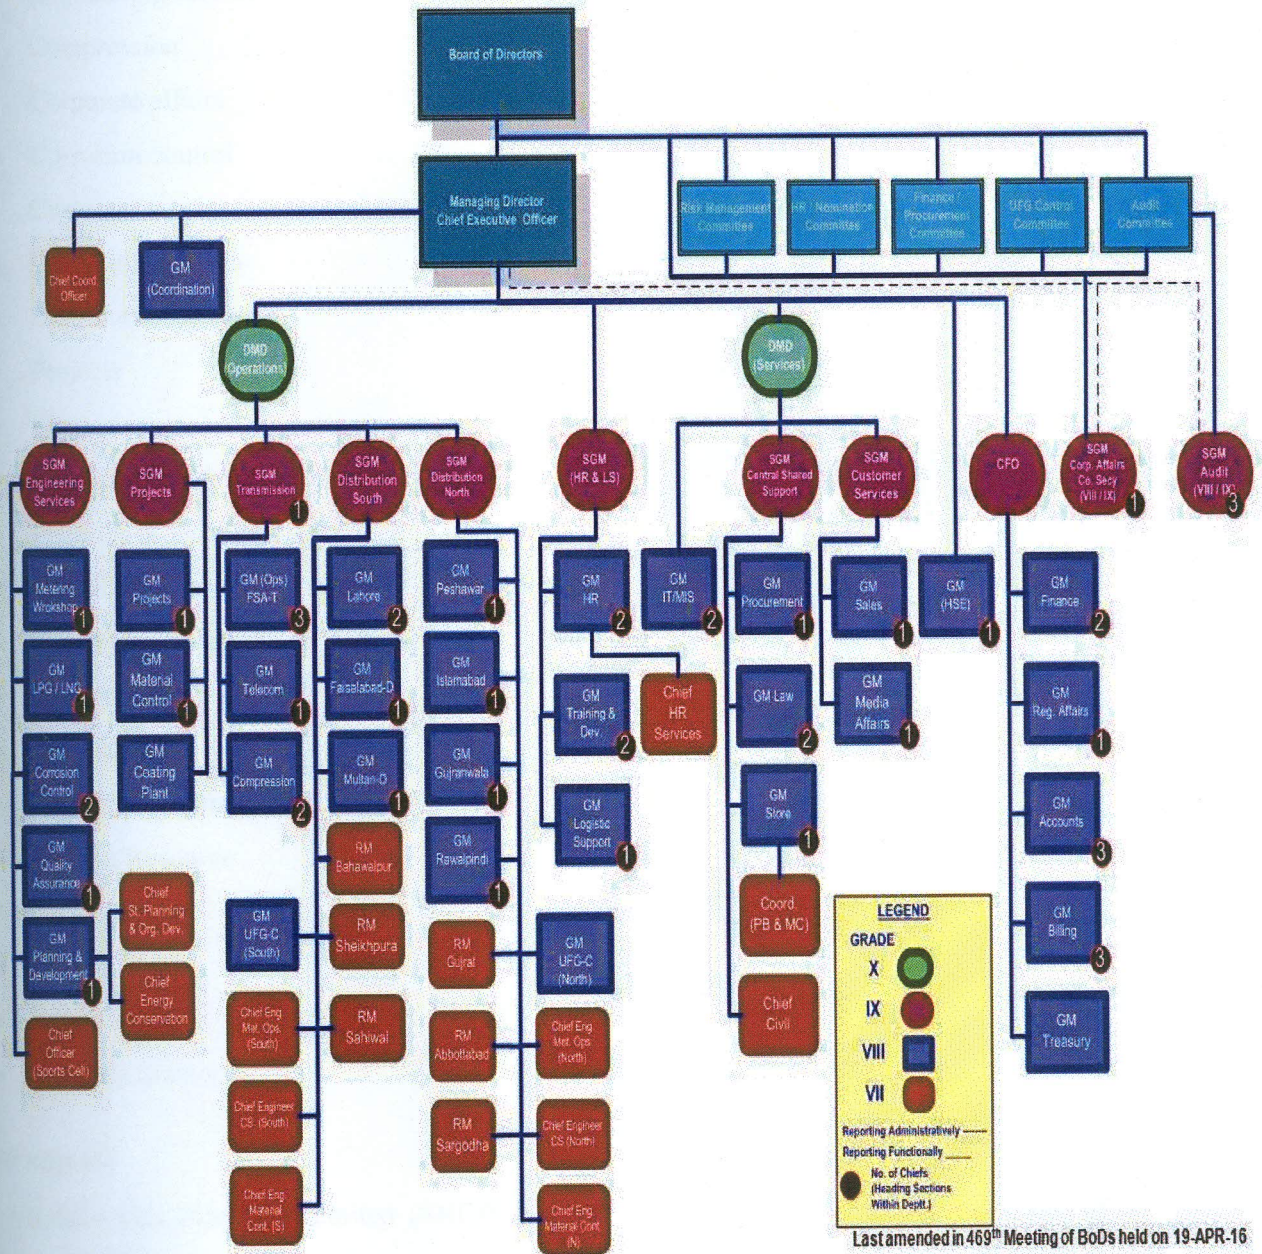 Board of Directors
Managing Director
Chief Executive Officer
Risk Management
Committee
HR / Nomination
Committee
Finance /
Procurement
Committee
UFG Control
Committee
Audit
Committee
Chief Coord.
Officer
GM
(Coordination)
DMD
(Operations)
DMD
(Services)
SGM
Engineering
Services
SGM
Projects
SGM
Transmission
1
SGM
Distribution
South
SGM
Distribution
North
SGM
(HR & LS)
SGM
Central Shared
Support
SGM
Customer
Services
CFO
SGM
Corp. Affairs
Co. Secy
(VIII / IX)
1
SGM
Audit
(VIII / IX)
3
GM
Metering
Wrokshop
1
GM
LPG / LNG
1
GM
Corrosion
Control
2
GM
Quality
Assurance
1
GM
Planning &
Development
1
Chief
Officer
(Sports Cell)
Chief
St. Planning
& Org. Dev.
Chief
Energy
Conservation
GM
Projects
1
GM
Material
Control
1
GM
Coating
Plant
GM (Ops)
FSA-T
3
GM
Telecom
1
GM
Compression
2
GM
Lahore
2
GM
Faisalabad-D
1
GM
Multan-D
1
RM
Bahawalpur
GM
UFG-C
(South)
RM
Sheikhpura
Chief Eng
Met. Ops.
(South)
RM
Sahiwal
Chief Engineer
CS. (South)
Chief Eng
Material
Cont. (S)
GM
Peshawar
1
GM
Islamabad
1
GM
Gujranwala
1
GM
Rawalpindi
1
RM
Gujrat
GM
UFG-C
(North)
RM
Abbottabad
Chief Eng
Met. Ops.
(North)
RM
Sargodha
Chief Engineer
CS (North)
Chief Eng
Material Cont.
(N)
GM
HR
2
Chief
HR
Services
GM
Training &
Dev.
2
GM
Logistic
Support
1
GM
IT/MIS
2
GM
Procurement
1
GM Law
2
GM
Store
1
Coord.
(PB & MC)
Chief
Civil
GM
Sales
1
GM
Media
Affairs
1
GM
(HSE)
1
GM
Finance
2
GM
Reg. Affairs
1
GM
Accounts
3
GM
Billing
3
GM
Treasury
LEGEND
GRADE
X
IX
VIII
VII
Reporting Administratively -----
Reporting Functionally ____
No. of Chiefs
(Heading Sections
Within Deptt.)
Last amended in 469th Meeting of BoDs held on 19-APR-16